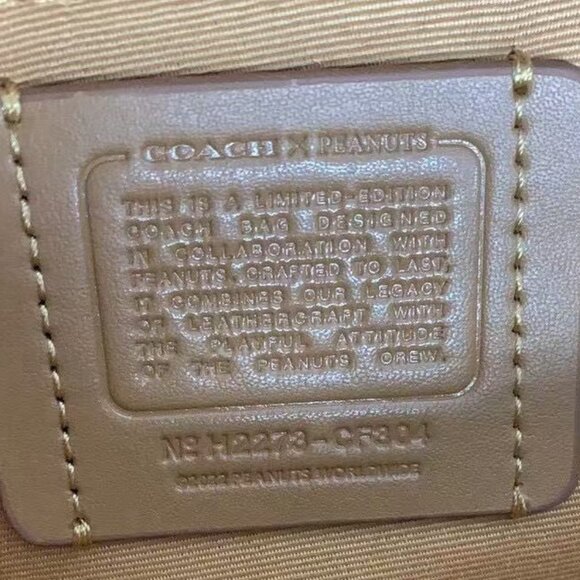 COACH X PEANUTS
THIS IS A LIMITED-EDITION
COACH BAG DESIGNED
IN COLLABORATION WITH
PEANUTS. CRAFTED TO LAST,
IT COMBINES OUR LEGACY
OF LEATHERCRAFT WITH
THE PLAYFUL ATTITUDE
OF THE PEANUTS CREW.
Nº H2273-CF304
©2022 PEANUTS WORLDWIDE